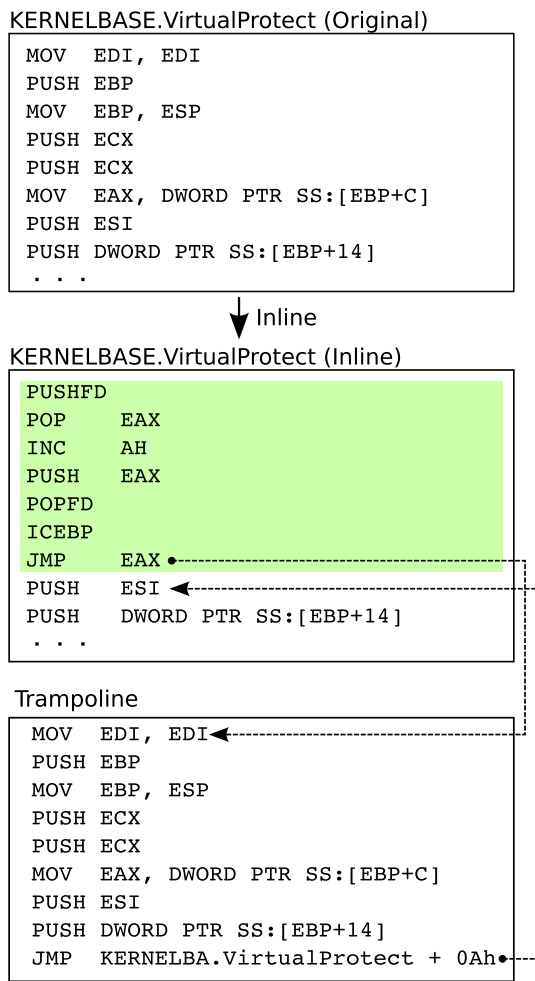 KERNELBASE.VirtualProtect (Original)
MOV EDI, EDI
PUSH EBP
MOV EBP, ESP
PUSH ECX
PUSH ECX
MOV EAX, DWORD PTR SS:[EBP+C]
PUSH ESI
PUSH DWORD PTR SS:[EBP+14]
. . .
Inline
KERNELBASE.VirtualProtect (Inline)
PUSHFD
POP EAX
INC AH
PUSH EAX
POPFD
ICEBP
JMP EAX
PUSH ESI
PUSH DWORD PTR SS:[EBP+14]
. . .
Trampoline
MOV EDI, EDI
PUSH EBP
MOV EBP, ESP
PUSH ECX
PUSH ECX
MOV EAX, DWORD PTR SS:[EBP+C]
PUSH ESI
PUSH DWORD PTR SS:[EBP+14]
JMP KERNELBA.VirtualProtect + 0Ah